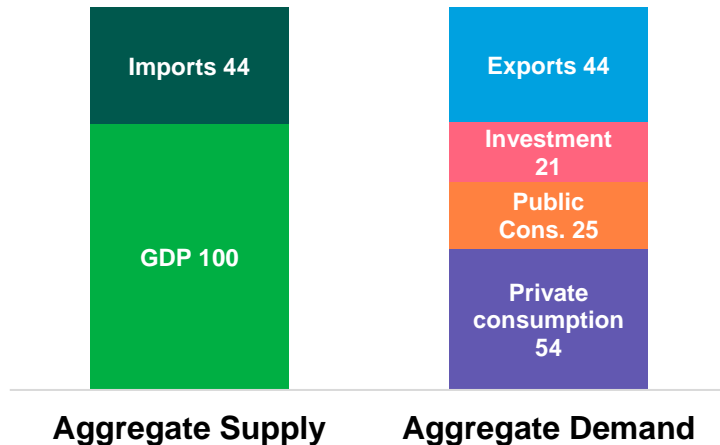 Imports 44
GDP 100
Exports 44
Investment
21
Public
Cons. 25
Private
consumption
54
Aggregate Supply
Aggregate Demand